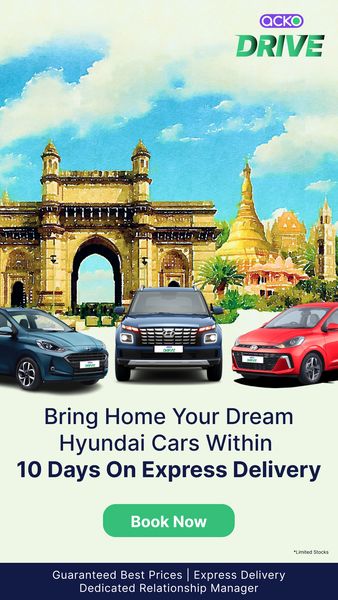 acko
DRIVE
Bring Home Your Dream
Hyundai Cars Within
10 Days On Express Delivery
Book Now
*Limited Stocks
Guaranteed Best Prices | Express Delivery
Dedicated Relationship Manager